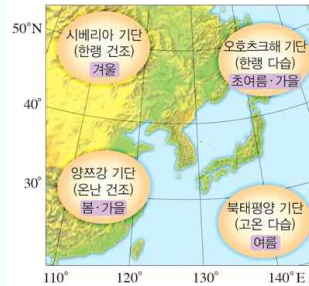 50°N
시베리아 기단
(한랭 건조)
겨울
오호츠크해 기단
(한랭 다습)
초여름·가을
40°
양쯔강 기단
(온난 건조)
봄·가을
30°
북태평양 기단
(고온 다습)
여름
110°
120°
130°
140°E